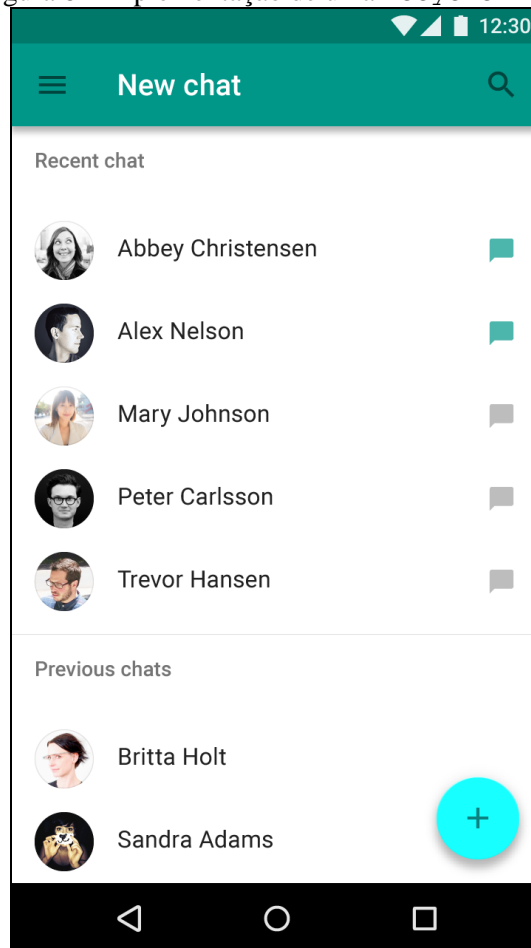 12:30
New chat
Recent chat
Abbey Christensen
Alex Nelson
Mary Johnson
Peter Carlsson
Trevor Hansen
Previous chats
Britta Holt
Sandra Adams